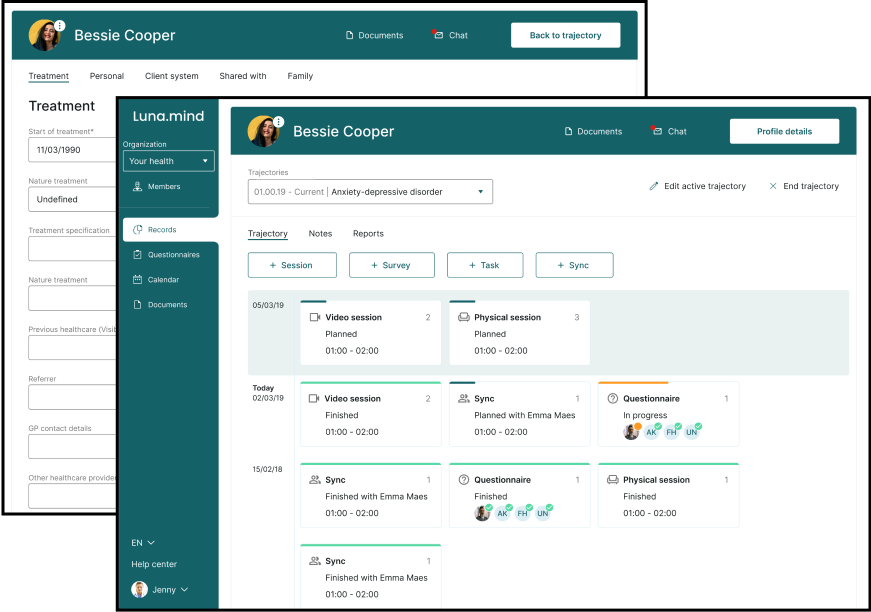 Bessie Cooper
Documents
Chat
Back to trajectory
Treatment
Personal
Client system
Shared with
Family
Treatment
Start of treatment*
11/03/1990
Nature treatment
Undefined
Treatment specification
Nature treatment
Previous healthcare
Referrer
GP contact details
Other healthcare
Luna.mind
Organization
Your health
Members
Records
Questionnaires
Calendar
Documents
EN
Help center
Jenny
Bessie Cooper
Documents
Chat
Profile details
Trajectories
01.00.19 - Current | Anxiety-depressive disorder
Edit active trajectory
End trajectory
Trajectory
Notes
Reports
+ Session
+ Survey
+ Task
+ Sync
05/03/19
Video session 2
Planned
01:00 - 02:00
Physical session 3
Planned
01:00 - 02:00
Today
02/03/19
Video session 2
Finished
01:00 - 02:00
Sync 1
Planned with Emma Maes
01:00 - 02:00
Questionnaire 1
In progress
AK FH UN
15/02/18
Sync 1
Finished with Emma Maes
01:00 - 02:00
Questionnaire 1
Finished
AK FH UN
Physical session 1
Finished
01:00 - 02:00
Sync 1
Finished with Emma Maes
01:00 - 02:00